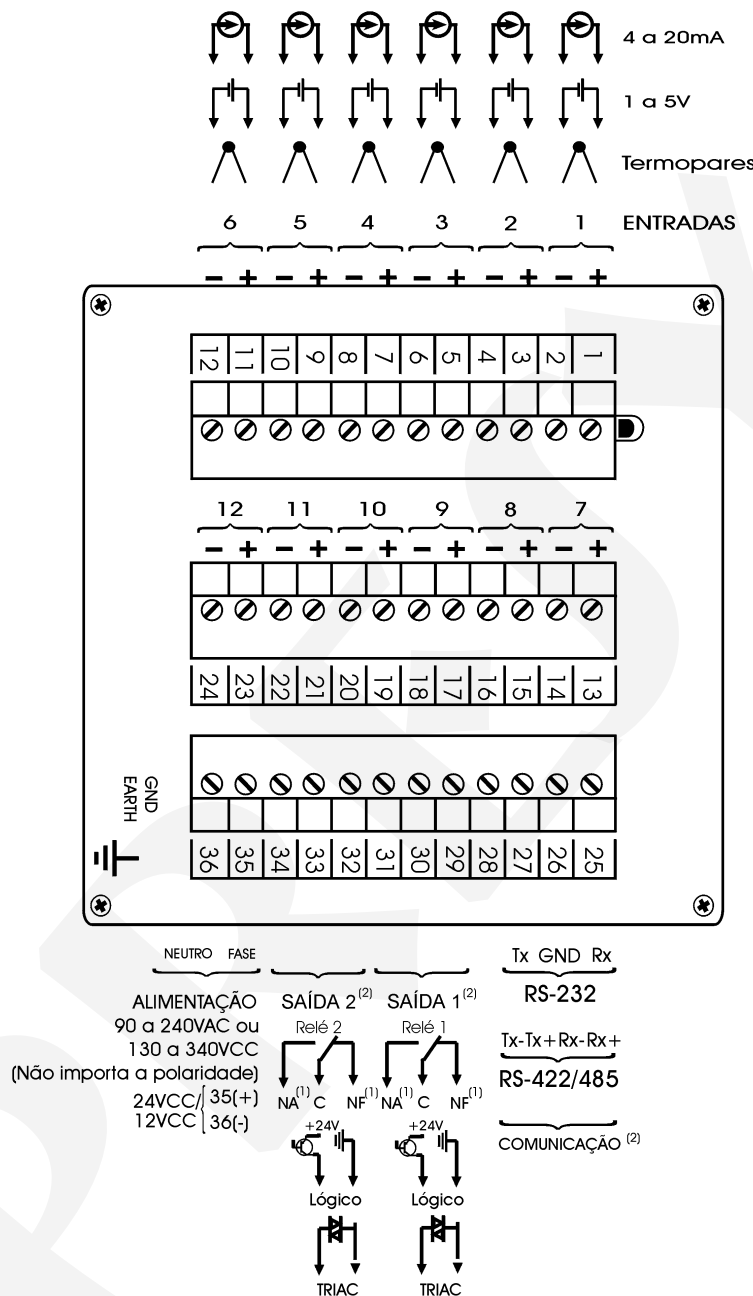 4 a 20mA
1 a 5V
Termopares
6 5 4 3 2 1 ENTRADAS
− + − + − + − + − + − +
12 11 10 9 8 7 6 5 4 3 2 1
12 11 10 9 8 7
− + − + − + − + − + − +
24 23 22 21 20 19 18 17 16 15 14 13
GND
EARTH
36 35 34 33 32 31 30 29 28 27 26 25
NEUTRO FASE
ALIMENTAÇÃO
90 a 240VAC ou
130 a 340VCC
(Não importa a polaridade)
24VCC/ 35(+)
12VCC 36(-)
SAÍDA 2 (2) SAÍDA 1 (2)
Relé 2 Relé 1
NA (1) C NF (1) NA (1) C NF (1)
+24V +24V
Lógico Lógico
TRIAC TRIAC
Tx GND Rx
RS-232
Tx-Tx+Rx-Rx+
RS-422/485
COMUNICAÇÃO (2)
PRESY